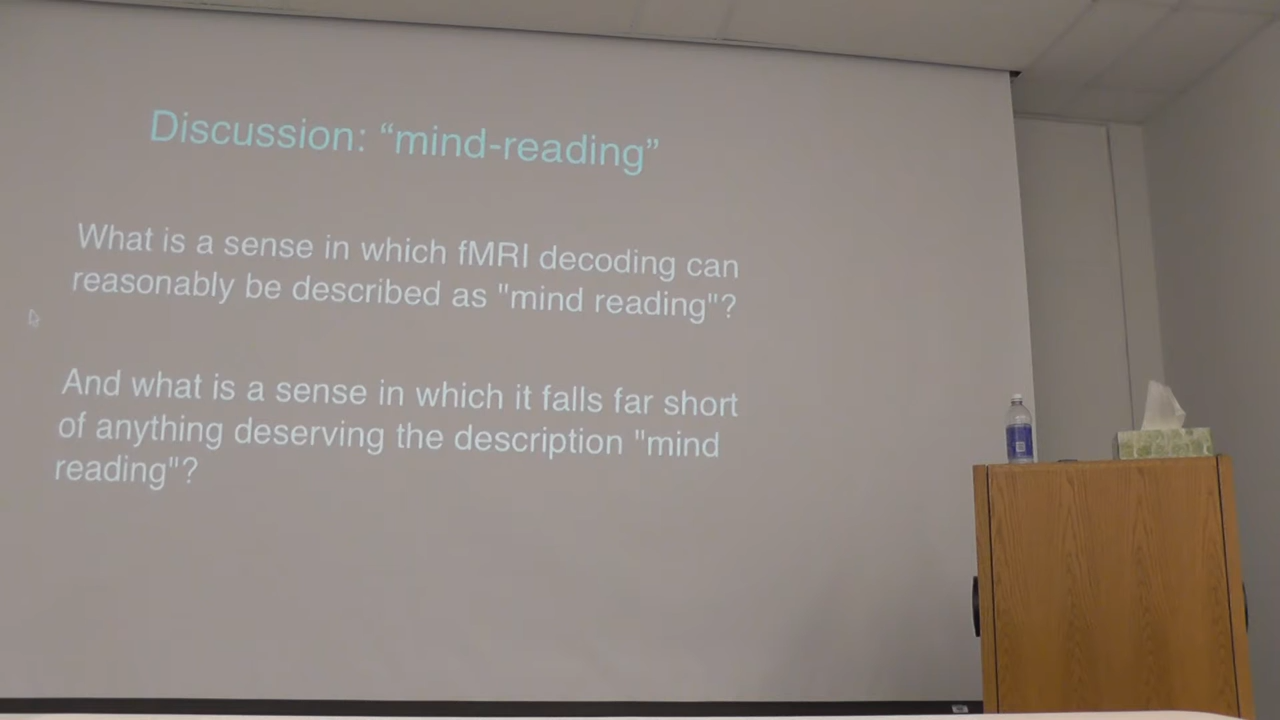 Discussion: “mind-reading”
What is a sense in which fMRI decoding can
reasonably be described as "mind reading"?
And what is a sense in which it falls far short
of anything deserving the description "mind
reading"?